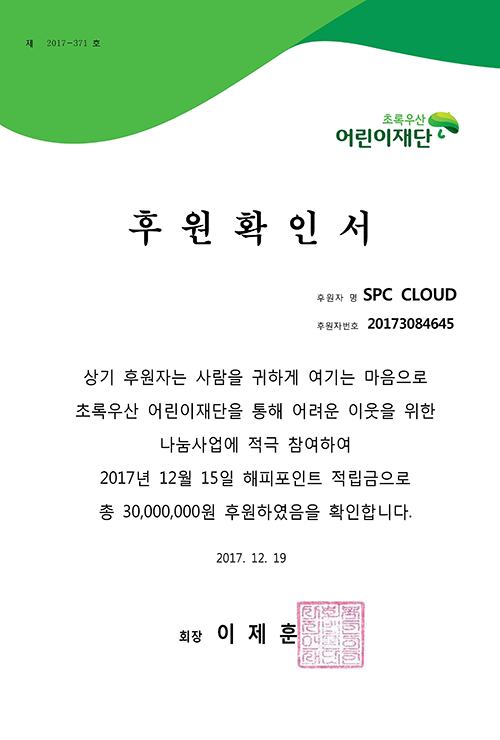 제 2017-371 호
초록우산
어린이재단
후 원 확 인 서
후원자 명 SPC CLOUD
후원자번호 20173084645
상기 후원자는 사람을 귀하게 여기는 마음으로
초록우산 어린이재단을 통해 어려운 이웃을 위한
나눔사업에 적극 참여하여
2017년 12월 15일 해피포인트 적립금으로
총 30,000,000원 후원하였음을 확인합니다.
2017. 12. 19
회장 이 제 훈